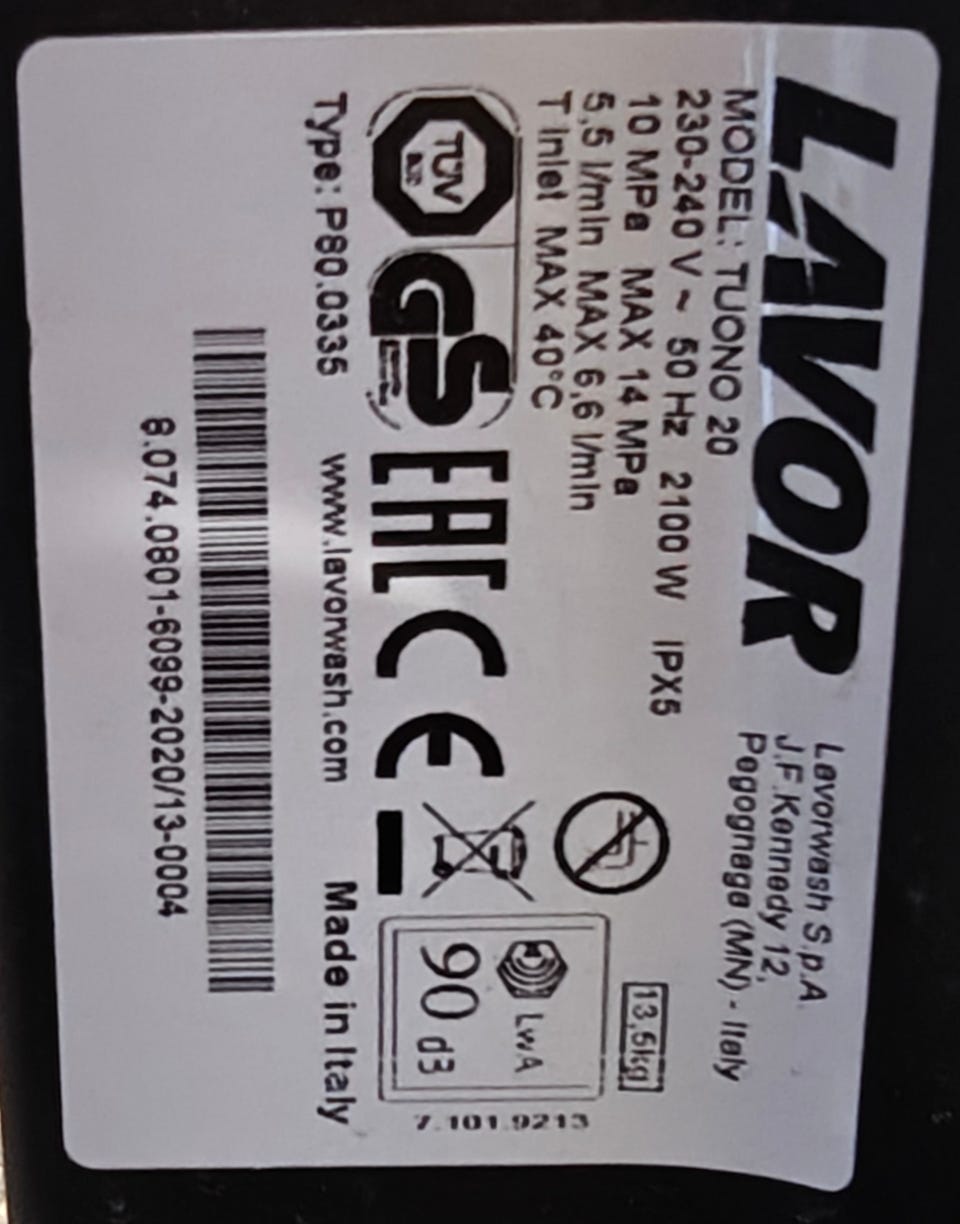 LAVOR
Lavorwash S.p.A
J.F.Kennedy 12,
Pegognaga (MN) - Italy
MODEL: TUONO 20
230-240 V ~ 50 Hz 2100 W IPX5
10 MPa MAX 14 MPa
5,5 l/min MAX 6,6 l/min
T Inlet MAX 40°C
13,5kg
TÜV
GS
EAC
CE
LWA
90 dB
7.101.9213
Type: P80.0335 www.lavorwash.com Made in Italy
8.074.0801-6099-2020/13-0004